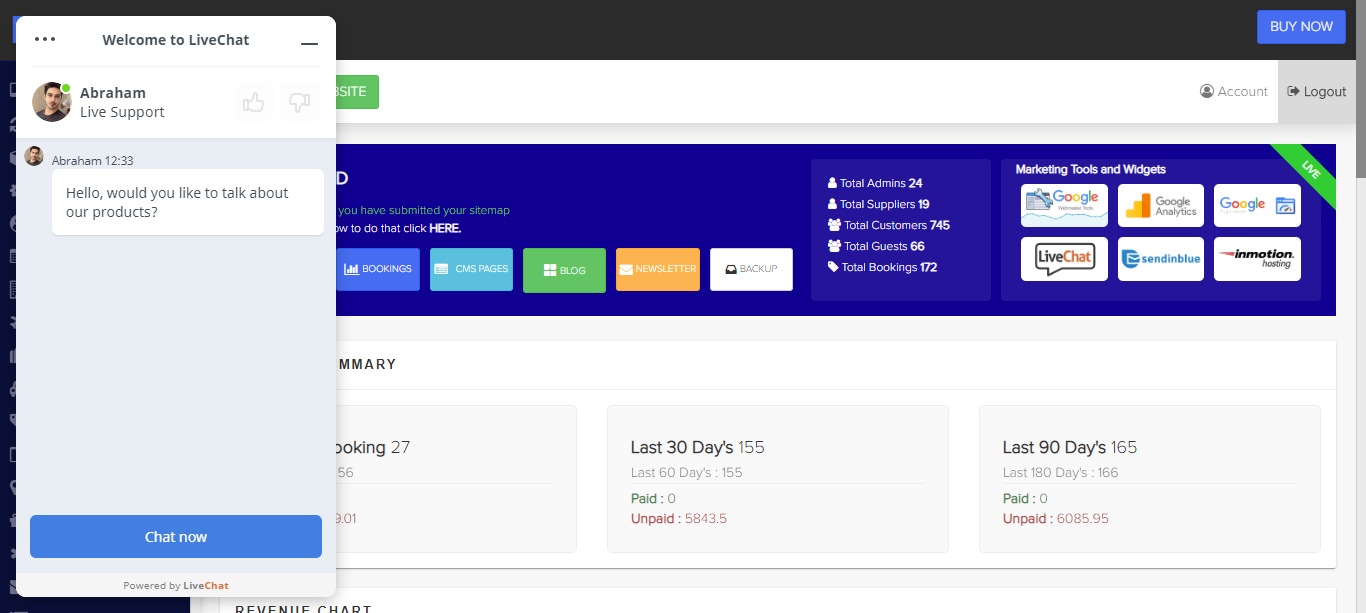 BUY NOW
Welcome to LiveChat
Abraham
Live Support
Abraham 12:33
Hello, would you like to talk about
our products?
Chat now
Powered by LiveChat
SITE
Account
Logout
D
you have submitted your sitemap
ow to do that click HERE.
BOOKINGS
CMS PAGES
BLOG
NEWSLETTER
BACKUP
Total Admins 24
Total Suppliers 19
Total Customers 745
Total Guests 66
Total Bookings 172
Marketing Tools and Widgets
LIVE
Google
Webmaster Tools
Google
Analytics
Google
LiveChat
sendinblue
inmotion
hosting
MMARY
ooking 27
56
9.01
Last 30 Day's 155
Last 60 Day's : 155
Paid : 0
Unpaid : 5843.5
Last 90 Day's 165
Last 180 Day's : 166
Paid : 0
Unpaid : 6085.95
REVENUE CHART